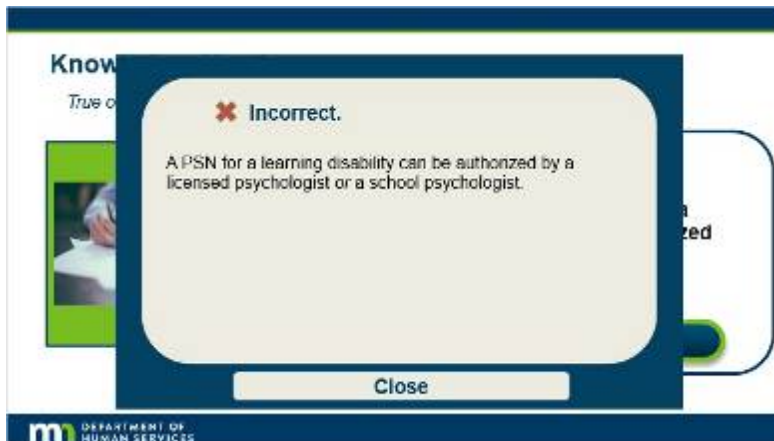 Know
True o
✖ Incorrect.
A PSN for a learning disability can be authorized by a
licensed psychologist or a school psychologist.
a
zed
Close
DEPARTMENT OF
HUMAN SERVICES